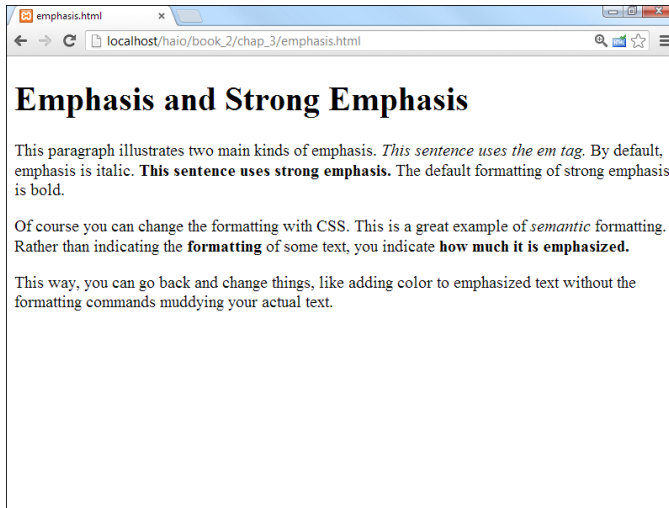 emphasis.html
localhost/haio/book_2/chap_3/emphasis.html
Emphasis and Strong Emphasis
This paragraph illustrates two main kinds of emphasis. This sentence uses the em tag. By default,
emphasis is italic. This sentence uses strong emphasis. The default formatting of strong emphasis
is bold.
Of course you can change the formatting with CSS. This is a great example of semantic formatting.
Rather than indicating the formatting of some text, you indicate how much it is emphasized.
This way, you can go back and change things, like adding color to emphasized text without the
formatting commands muddying your actual text.